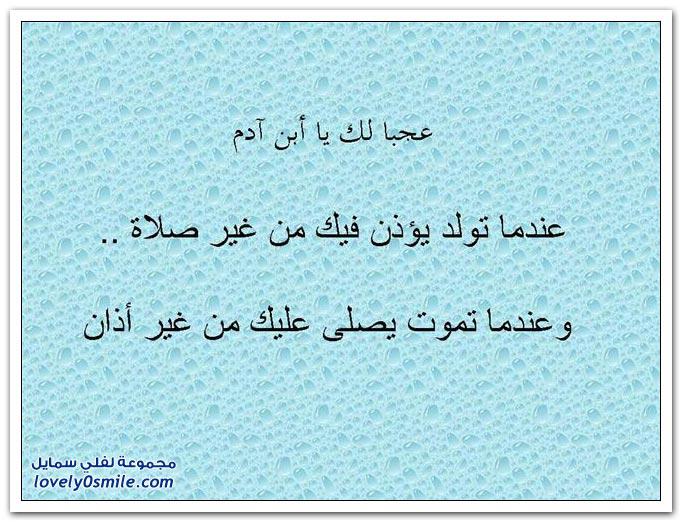 عجبا لك يا أبن آدم
عندما تولد يؤذن فيك من غير صلاة ..
وعندما تموت يصلى عليك من غير أذان
مجموعة لفلي سمايل
lovely0smile.com